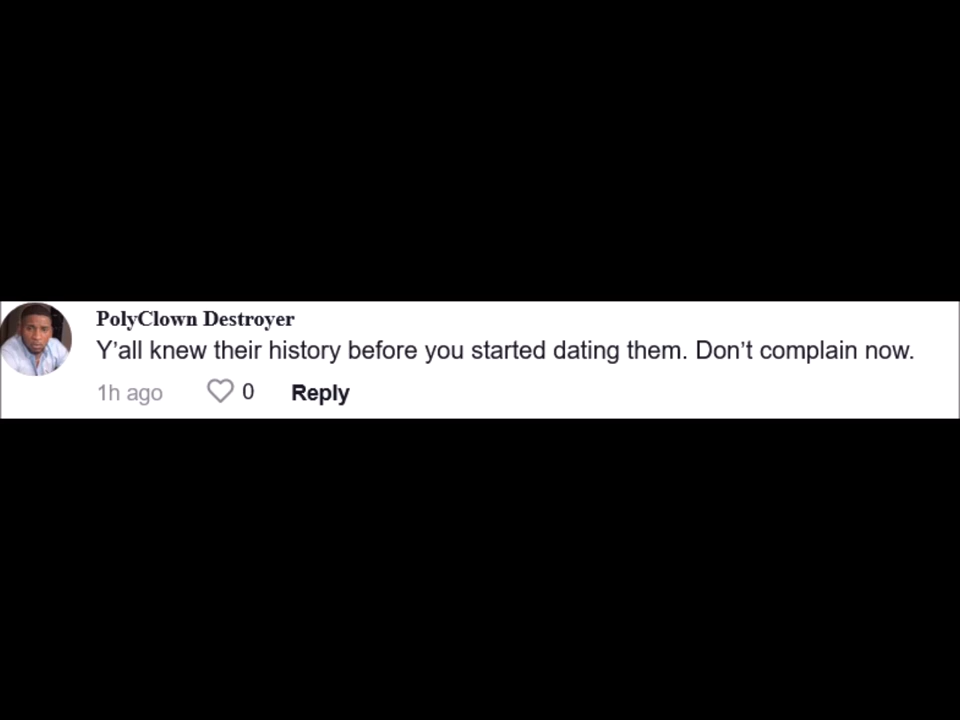 PolyClown Destroyer
Y’all knew their history before you started dating them. Don’t complain now.
1h ago 0 Reply